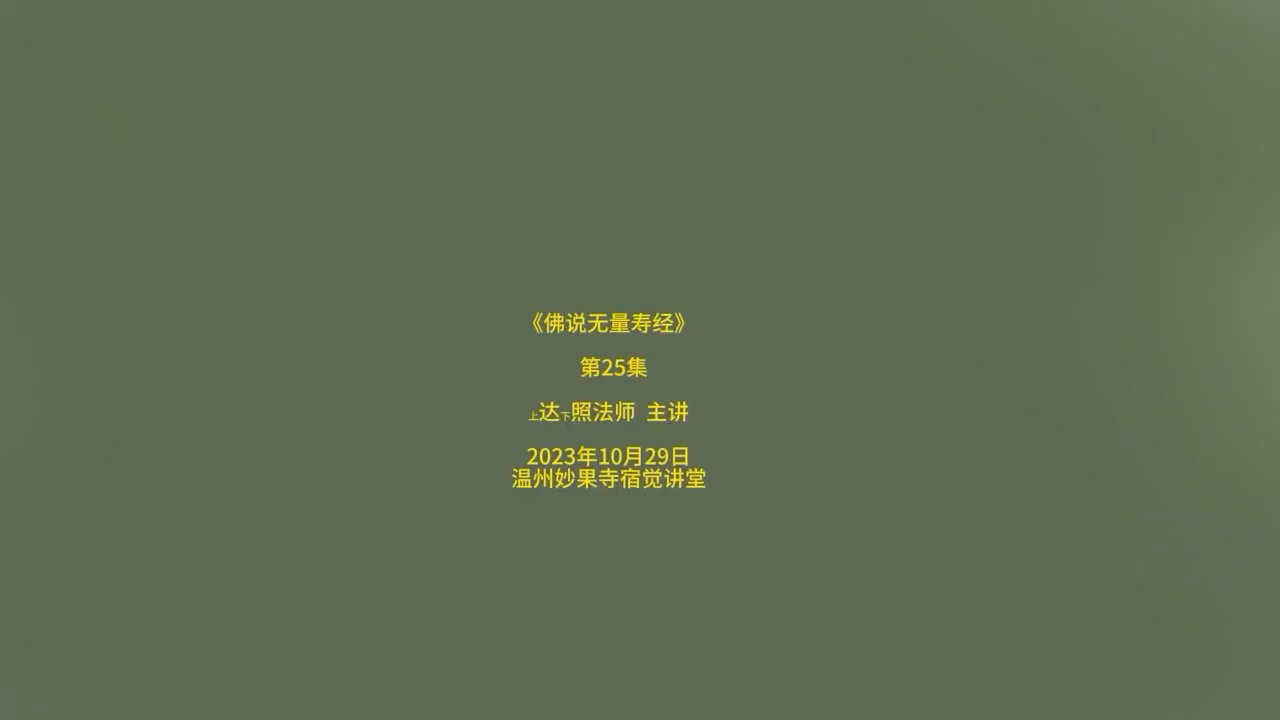 《佛说无量寿经》
第25集
上达下照法师 主讲
2023年10月29日
温州妙果寺宿觉讲堂